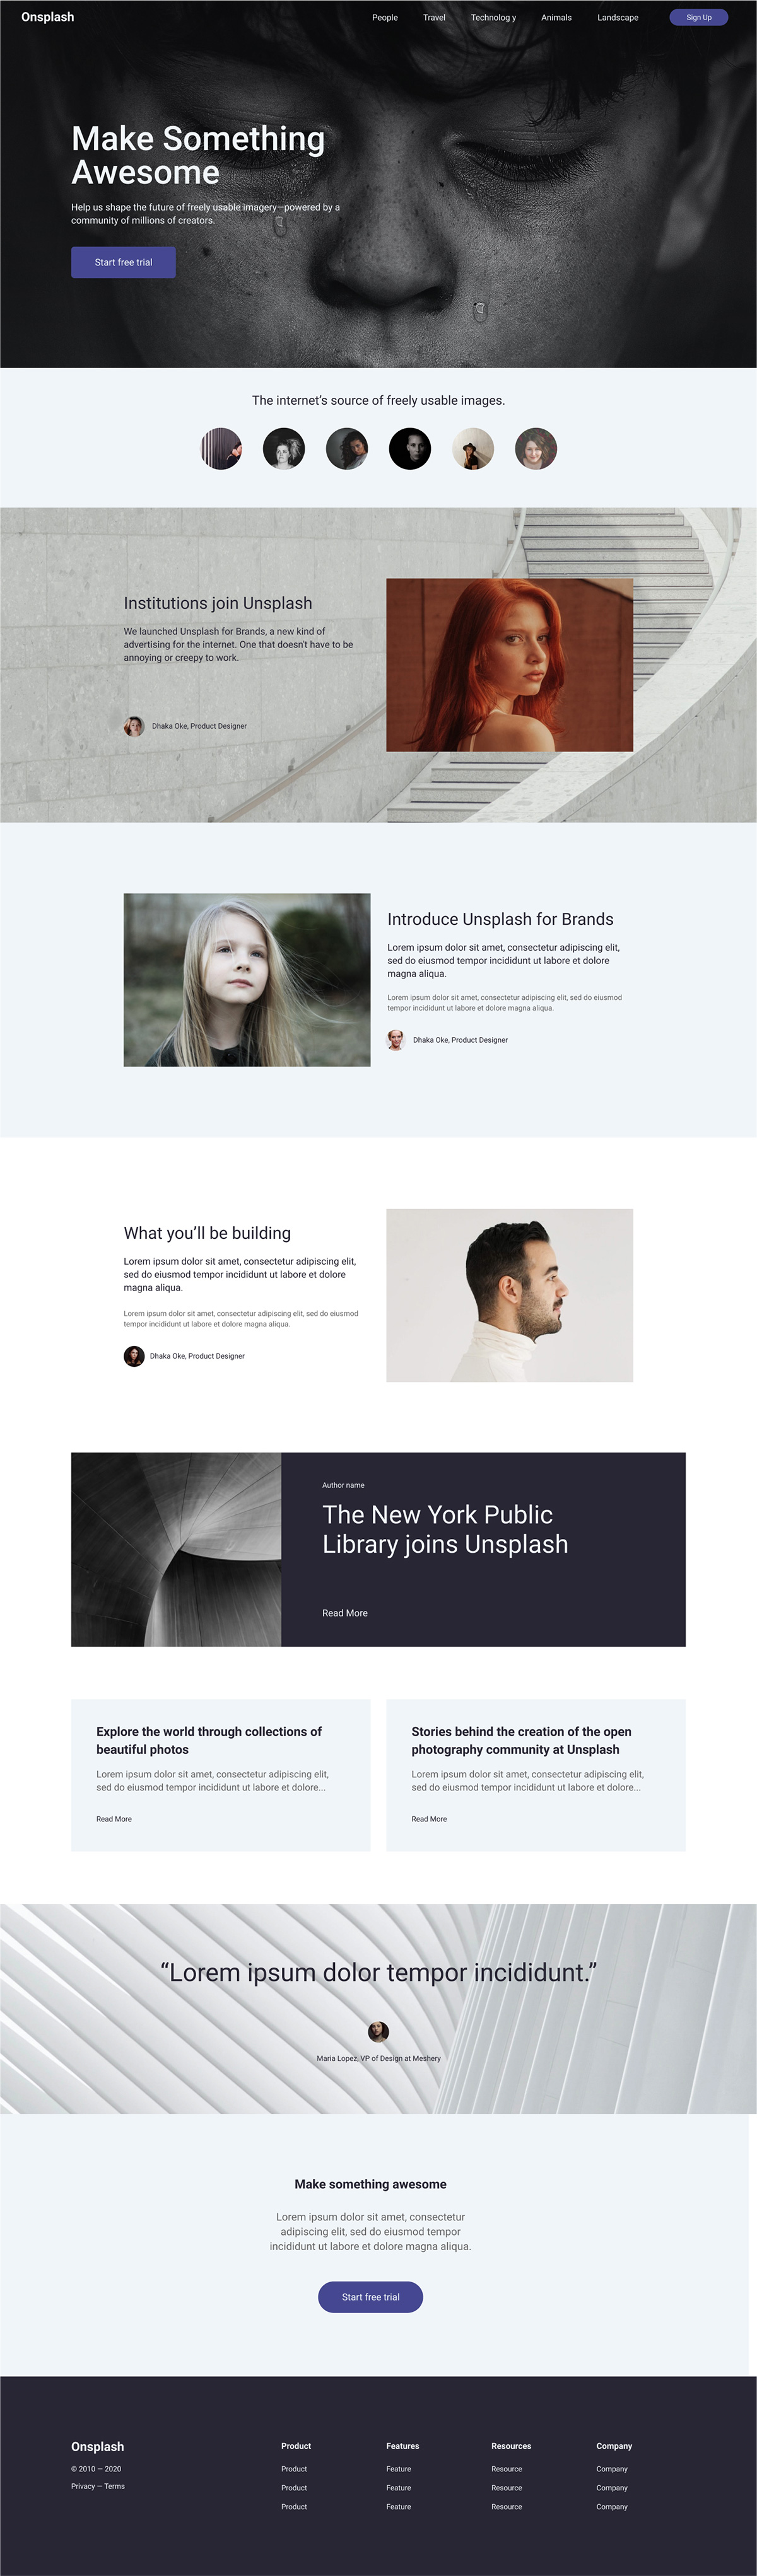 Onsplash
People Travel Technolog y Animals Landscape Sign Up
Make Something
Awesome
Help us shape the future of freely usable imagery—powered by a
community of millions of creators.
Start free trial
The internet’s source of freely usable images.
Institutions join Unsplash
We launched Unsplash for Brands, a new kind of
advertising for the internet. One that doesn't have to be
annoying or creepy to work.
Dhaka Oke, Product Designer
Introduce Unsplash for Brands
Lorem ipsum dolor sit amet, consectetur adipiscing elit,
sed do eiusmod tempor incididunt ut labore et dolore
magna aliqua.
Lorem ipsum dolor sit amet, consectetur adipiscing elit, sed do eiusmod
tempor incididunt ut labore et dolore magna aliqua.
Dhaka Oke, Product Designer
What you’ll be building
Lorem ipsum dolor sit amet, consectetur adipiscing elit,
sed do eiusmod tempor incididunt ut labore et dolore
magna aliqua.
Lorem ipsum dolor sit amet, consectetur adipiscing elit, sed do eiusmod
tempor incididunt ut labore et dolore magna aliqua.
Dhaka Oke, Product Designer
Author name
The New York Public
Library joins Unsplash
Read More
Explore the world through collections of
beautiful photos
Lorem ipsum dolor sit amet, consectetur adipiscing elit,
sed do eiusmod tempor incididunt ut labore et dolore...
Read More
Stories behind the creation of the open
photography community at Unsplash
Lorem ipsum dolor sit amet, consectetur adipiscing elit,
sed do eiusmod tempor incididunt ut labore et dolore...
Read More
“Lorem ipsum dolor tempor incididunt.”
Maria Lopez, VP of Design at Meshery
Make something awesome
Lorem ipsum dolor sit amet, consectetur
adipiscing elit, sed do eiusmod tempor
incididunt ut labore et dolore magna aliqua.
Start free trial
Onsplash
© 2010 — 2020
Privacy — Terms
Product
Product
Product
Product
Features
Feature
Feature
Feature
Resources
Resource
Resource
Resource
Company
Company
Company
Company